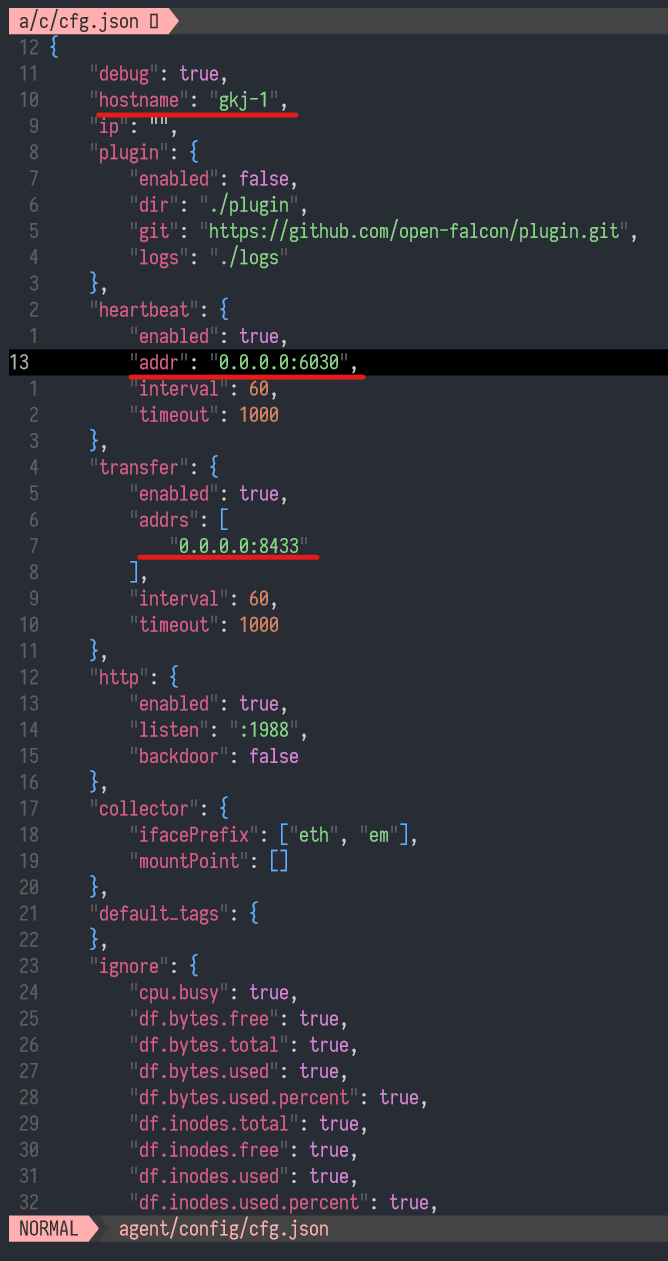 a/c/cfg.json
12 {
11 "debug": true,
10 "hostname": "gkj-1",
9 "ip": "",
8 "plugin": {
7 "enabled": false,
6 "dir": "./plugin",
5 "git": "https://github.com/open-falcon/plugin.git",
4 "logs": "./logs"
3 },
2 "heartbeat": {
1 "enabled": true,
13 "addr": "0.0.0.0:6030",
1 "interval": 60,
2 "timeout": 1000
3 },
4 "transfer": {
5 "enabled": true,
6 "addrs": [
7 "0.0.0.0:8433"
8 ],
9 "interval": 60,
10 "timeout": 1000
11 },
12 "http": {
13 "enabled": true,
14 "listen": ":1988",
15 "backdoor": false
16 },
17 "collector": {
18 "ifacePrefix": ["eth", "em"],
19 "mountPoint": []
20 },
21 "default_tags": {
22 },
23 "ignore": {
24 "cpu.busy": true,
25 "df.bytes.free": true,
26 "df.bytes.total": true,
27 "df.bytes.used": true,
28 "df.bytes.used.percent": true,
29 "df.inodes.total": true,
30 "df.inodes.free": true,
31 "df.inodes.used": true,
32 "df.inodes.used.percent": true,
NORMAL agent/config/cfg.json